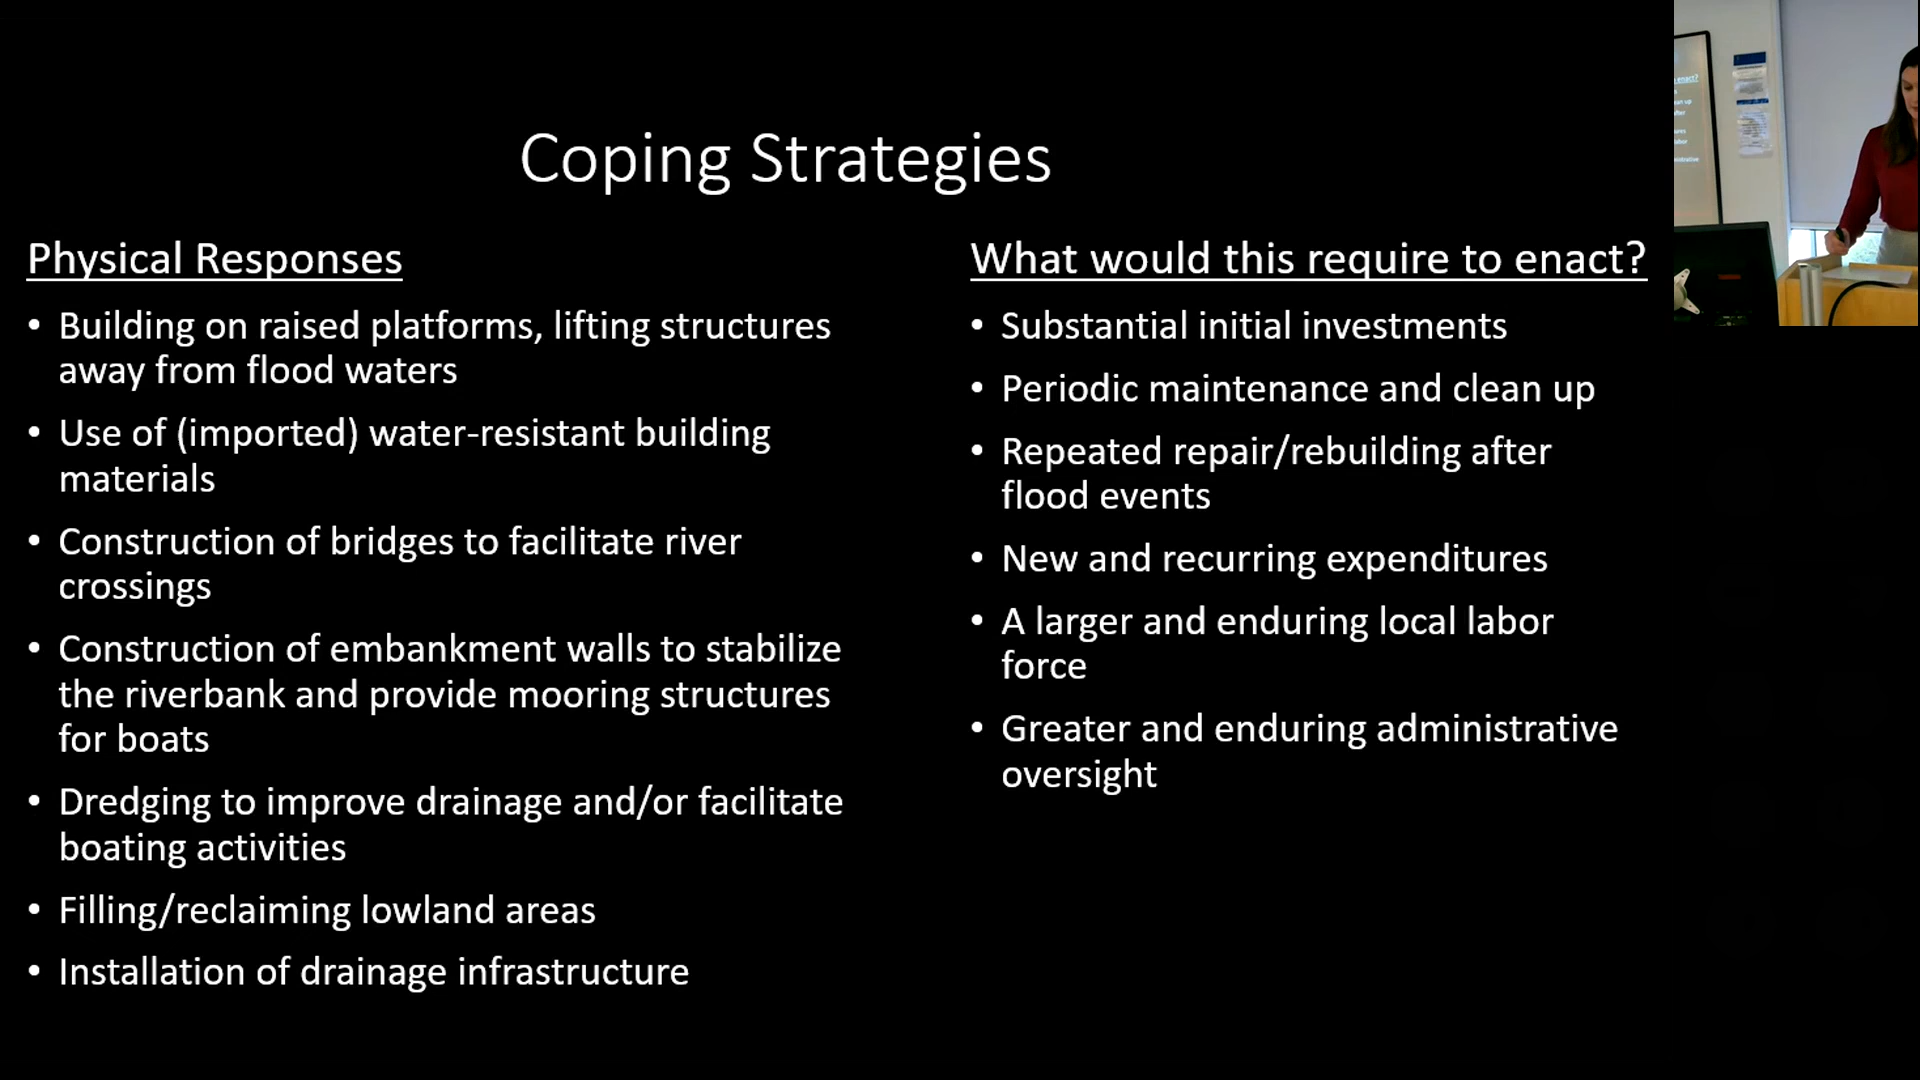 Coping Strategies
Physical Responses
• Building on raised platforms, lifting structures
away from flood waters
• Use of (imported) water-resistant building
materials
• Construction of bridges to facilitate river
crossings
• Construction of embankment walls to stabilize
the riverbank and provide mooring structures
for boats
• Dredging to improve drainage and/or facilitate
boating activities
• Filling/reclaiming lowland areas
• Installation of drainage infrastructure
What would this require to enact?
• Substantial initial investments
• Periodic maintenance and clean up
• Repeated repair/rebuilding after
flood events
• New and recurring expenditures
• A larger and enduring local labor
force
• Greater and enduring administrative
oversight
enact?